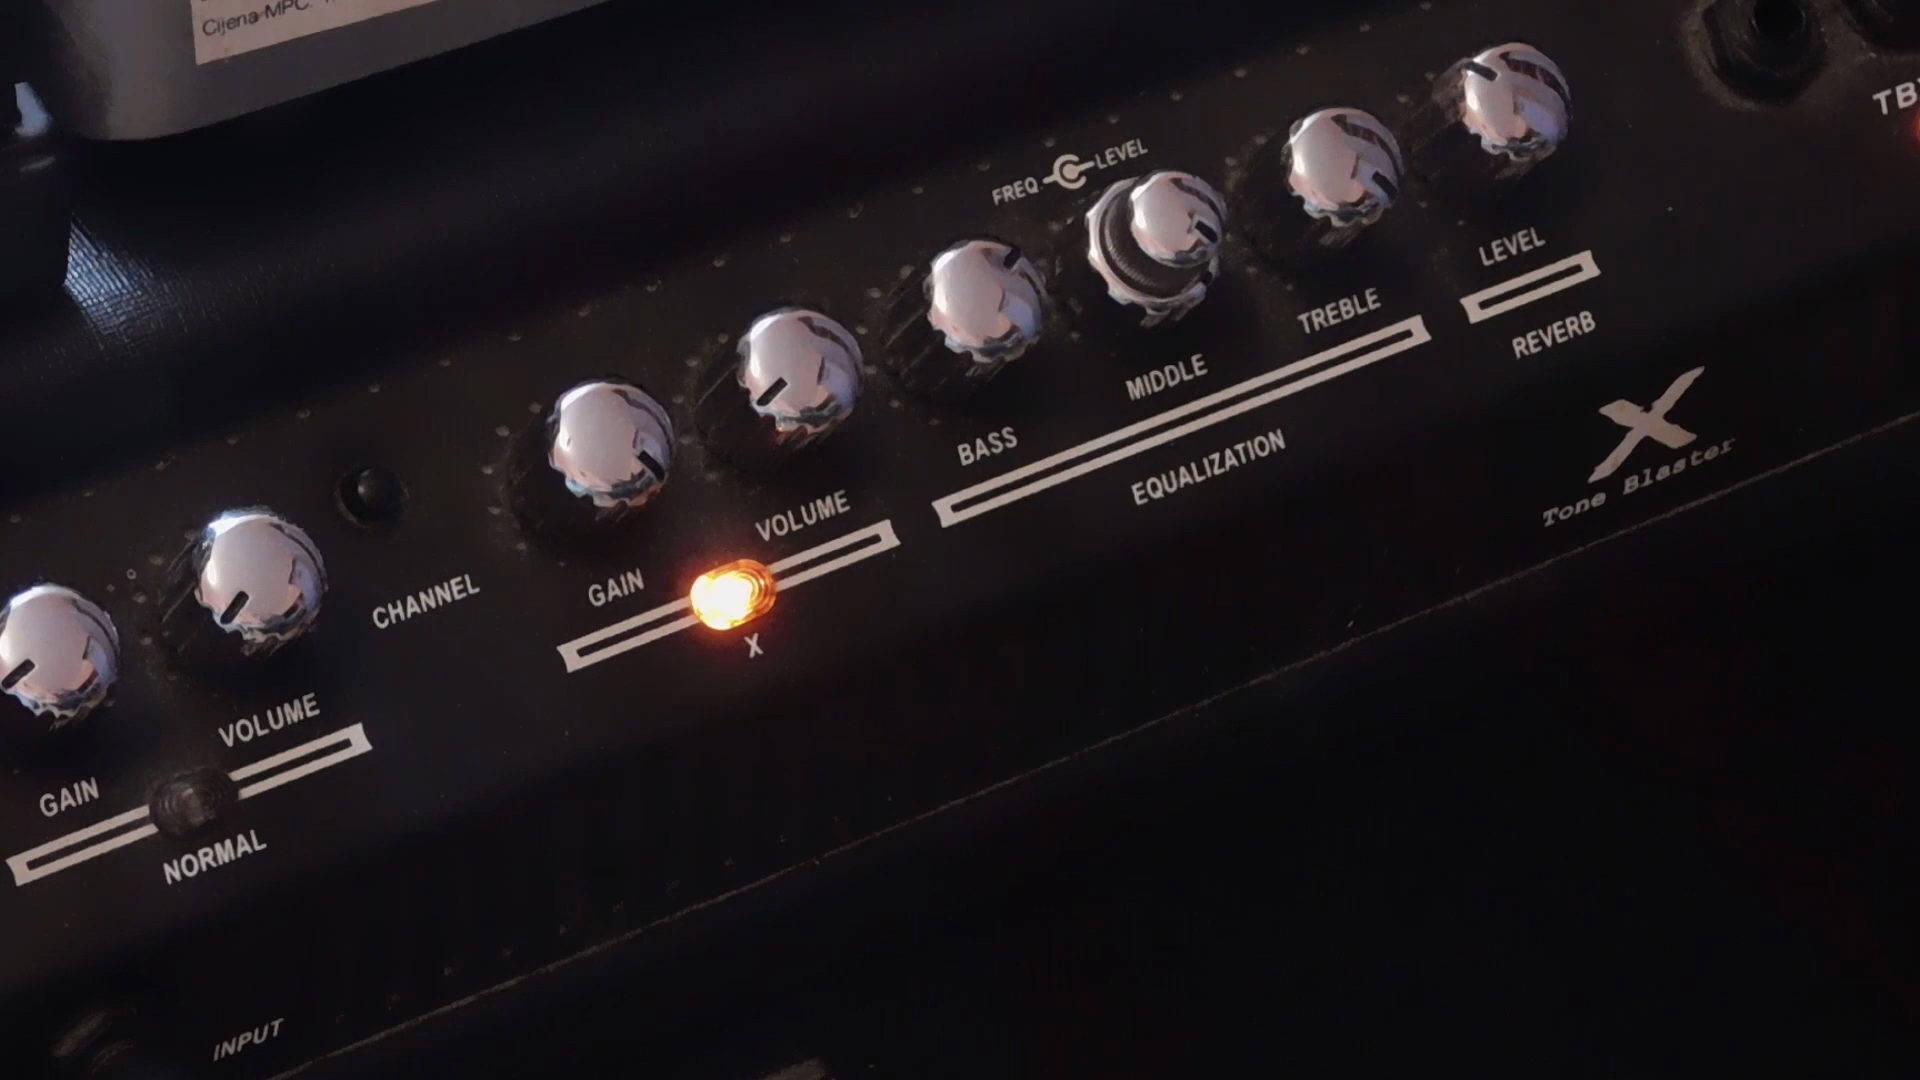 Cijena MPC:
FREQ. LEVEL
TB
LEVEL
REVERB
TREBLE
MIDDLE
BASS
EQUALIZATION
X
Tone Blaster
VOLUME
GAIN
X
CHANNEL
VOLUME
GAIN
NORMAL
INPUT